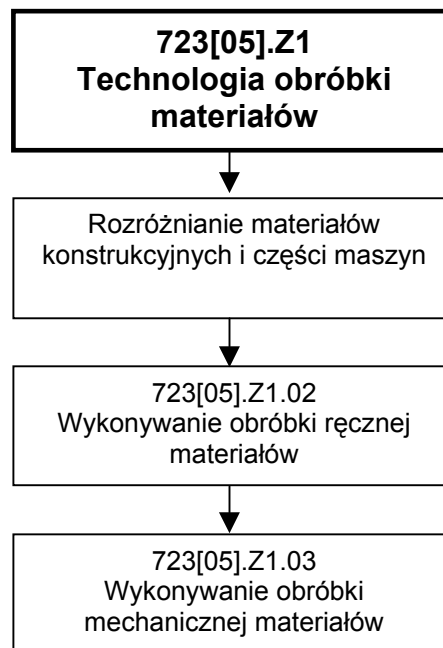 723[05].Z1
Technologia obróbki
materiałów
Rozróżnianie materiałów
konstrukcyjnych i części maszyn
723[05].Z1.02
Wykonywanie obróbki ręcznej
materiałów
723[05].Z1.03
Wykonywanie obróbki
mechanicznej materiałów